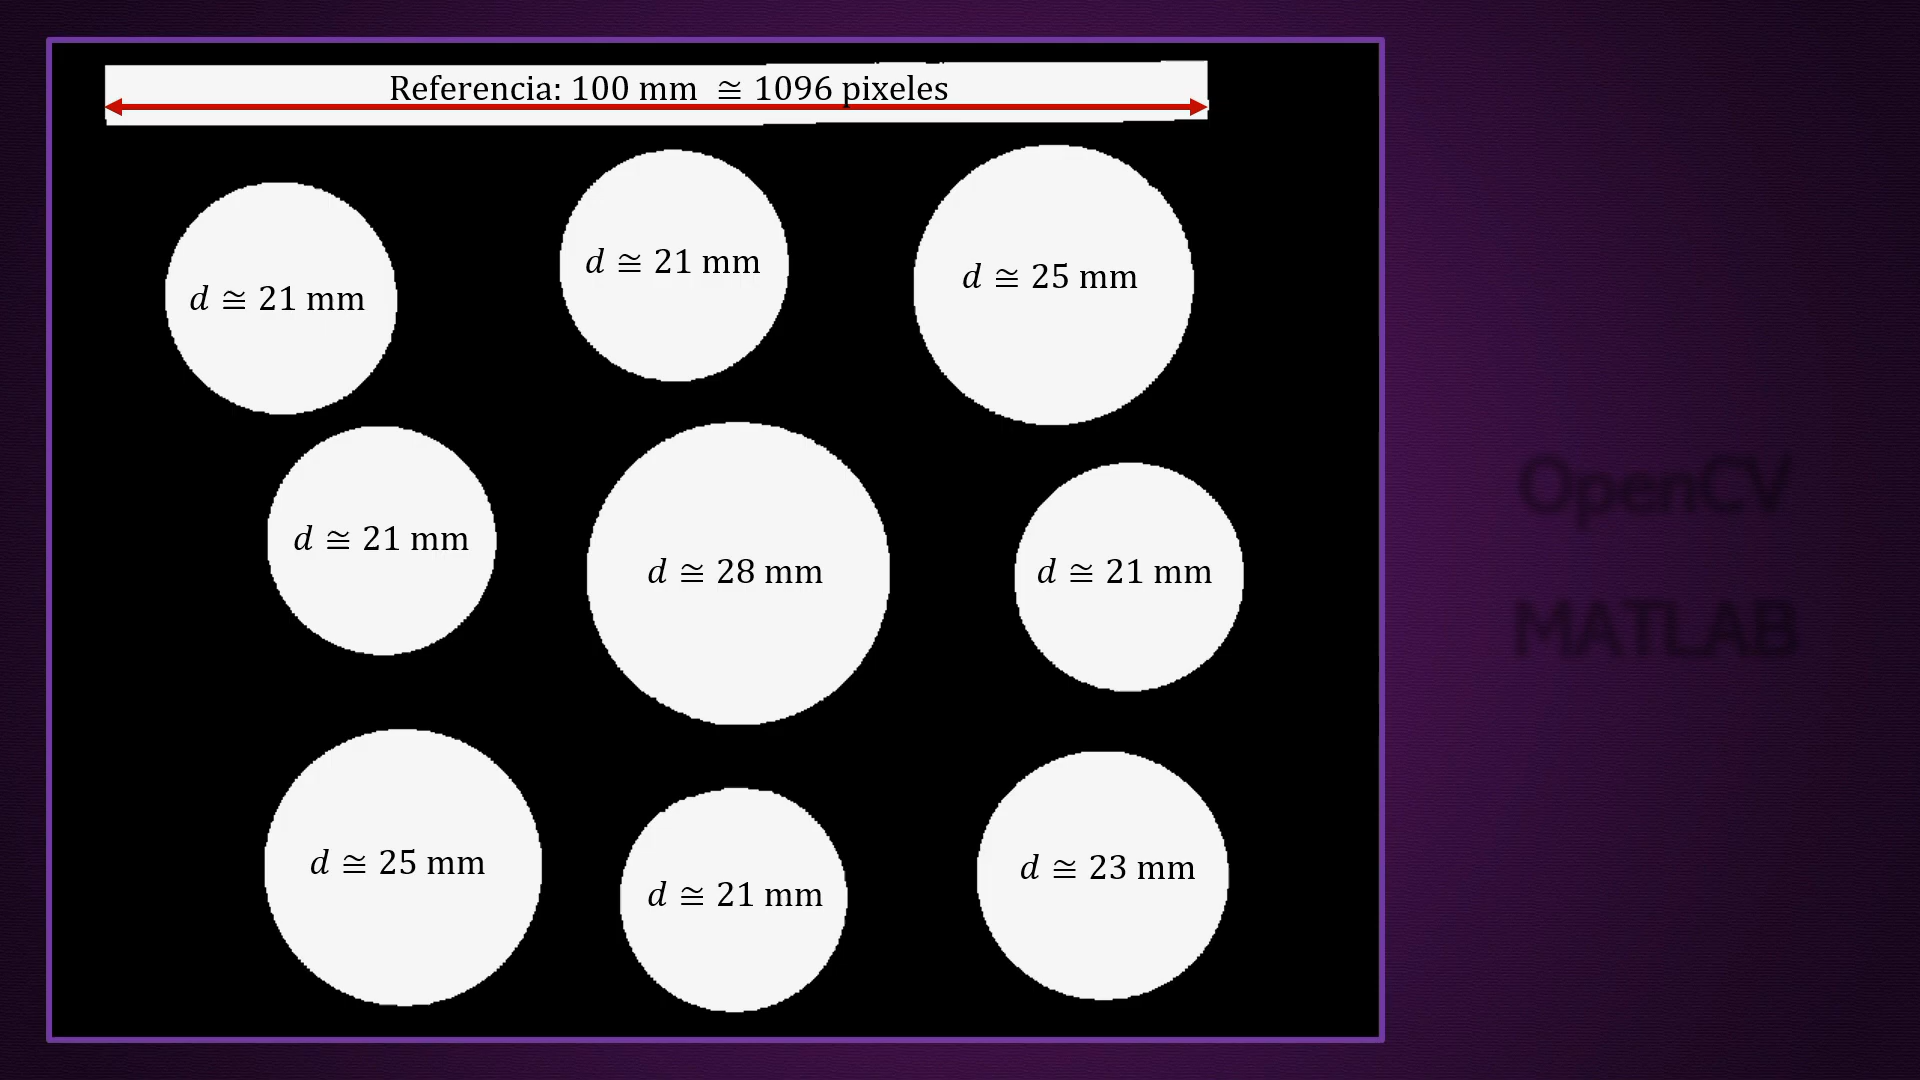 Referencia: 100 mm ≅ 1096 pixeles
d ≅ 21 mm
d ≅ 21 mm
d ≅ 25 mm
d ≅ 21 mm
d ≅ 28 mm
d ≅ 21 mm
d ≅ 25 mm
d ≅ 21 mm
d ≅ 23 mm
OpenCV
MATLAB